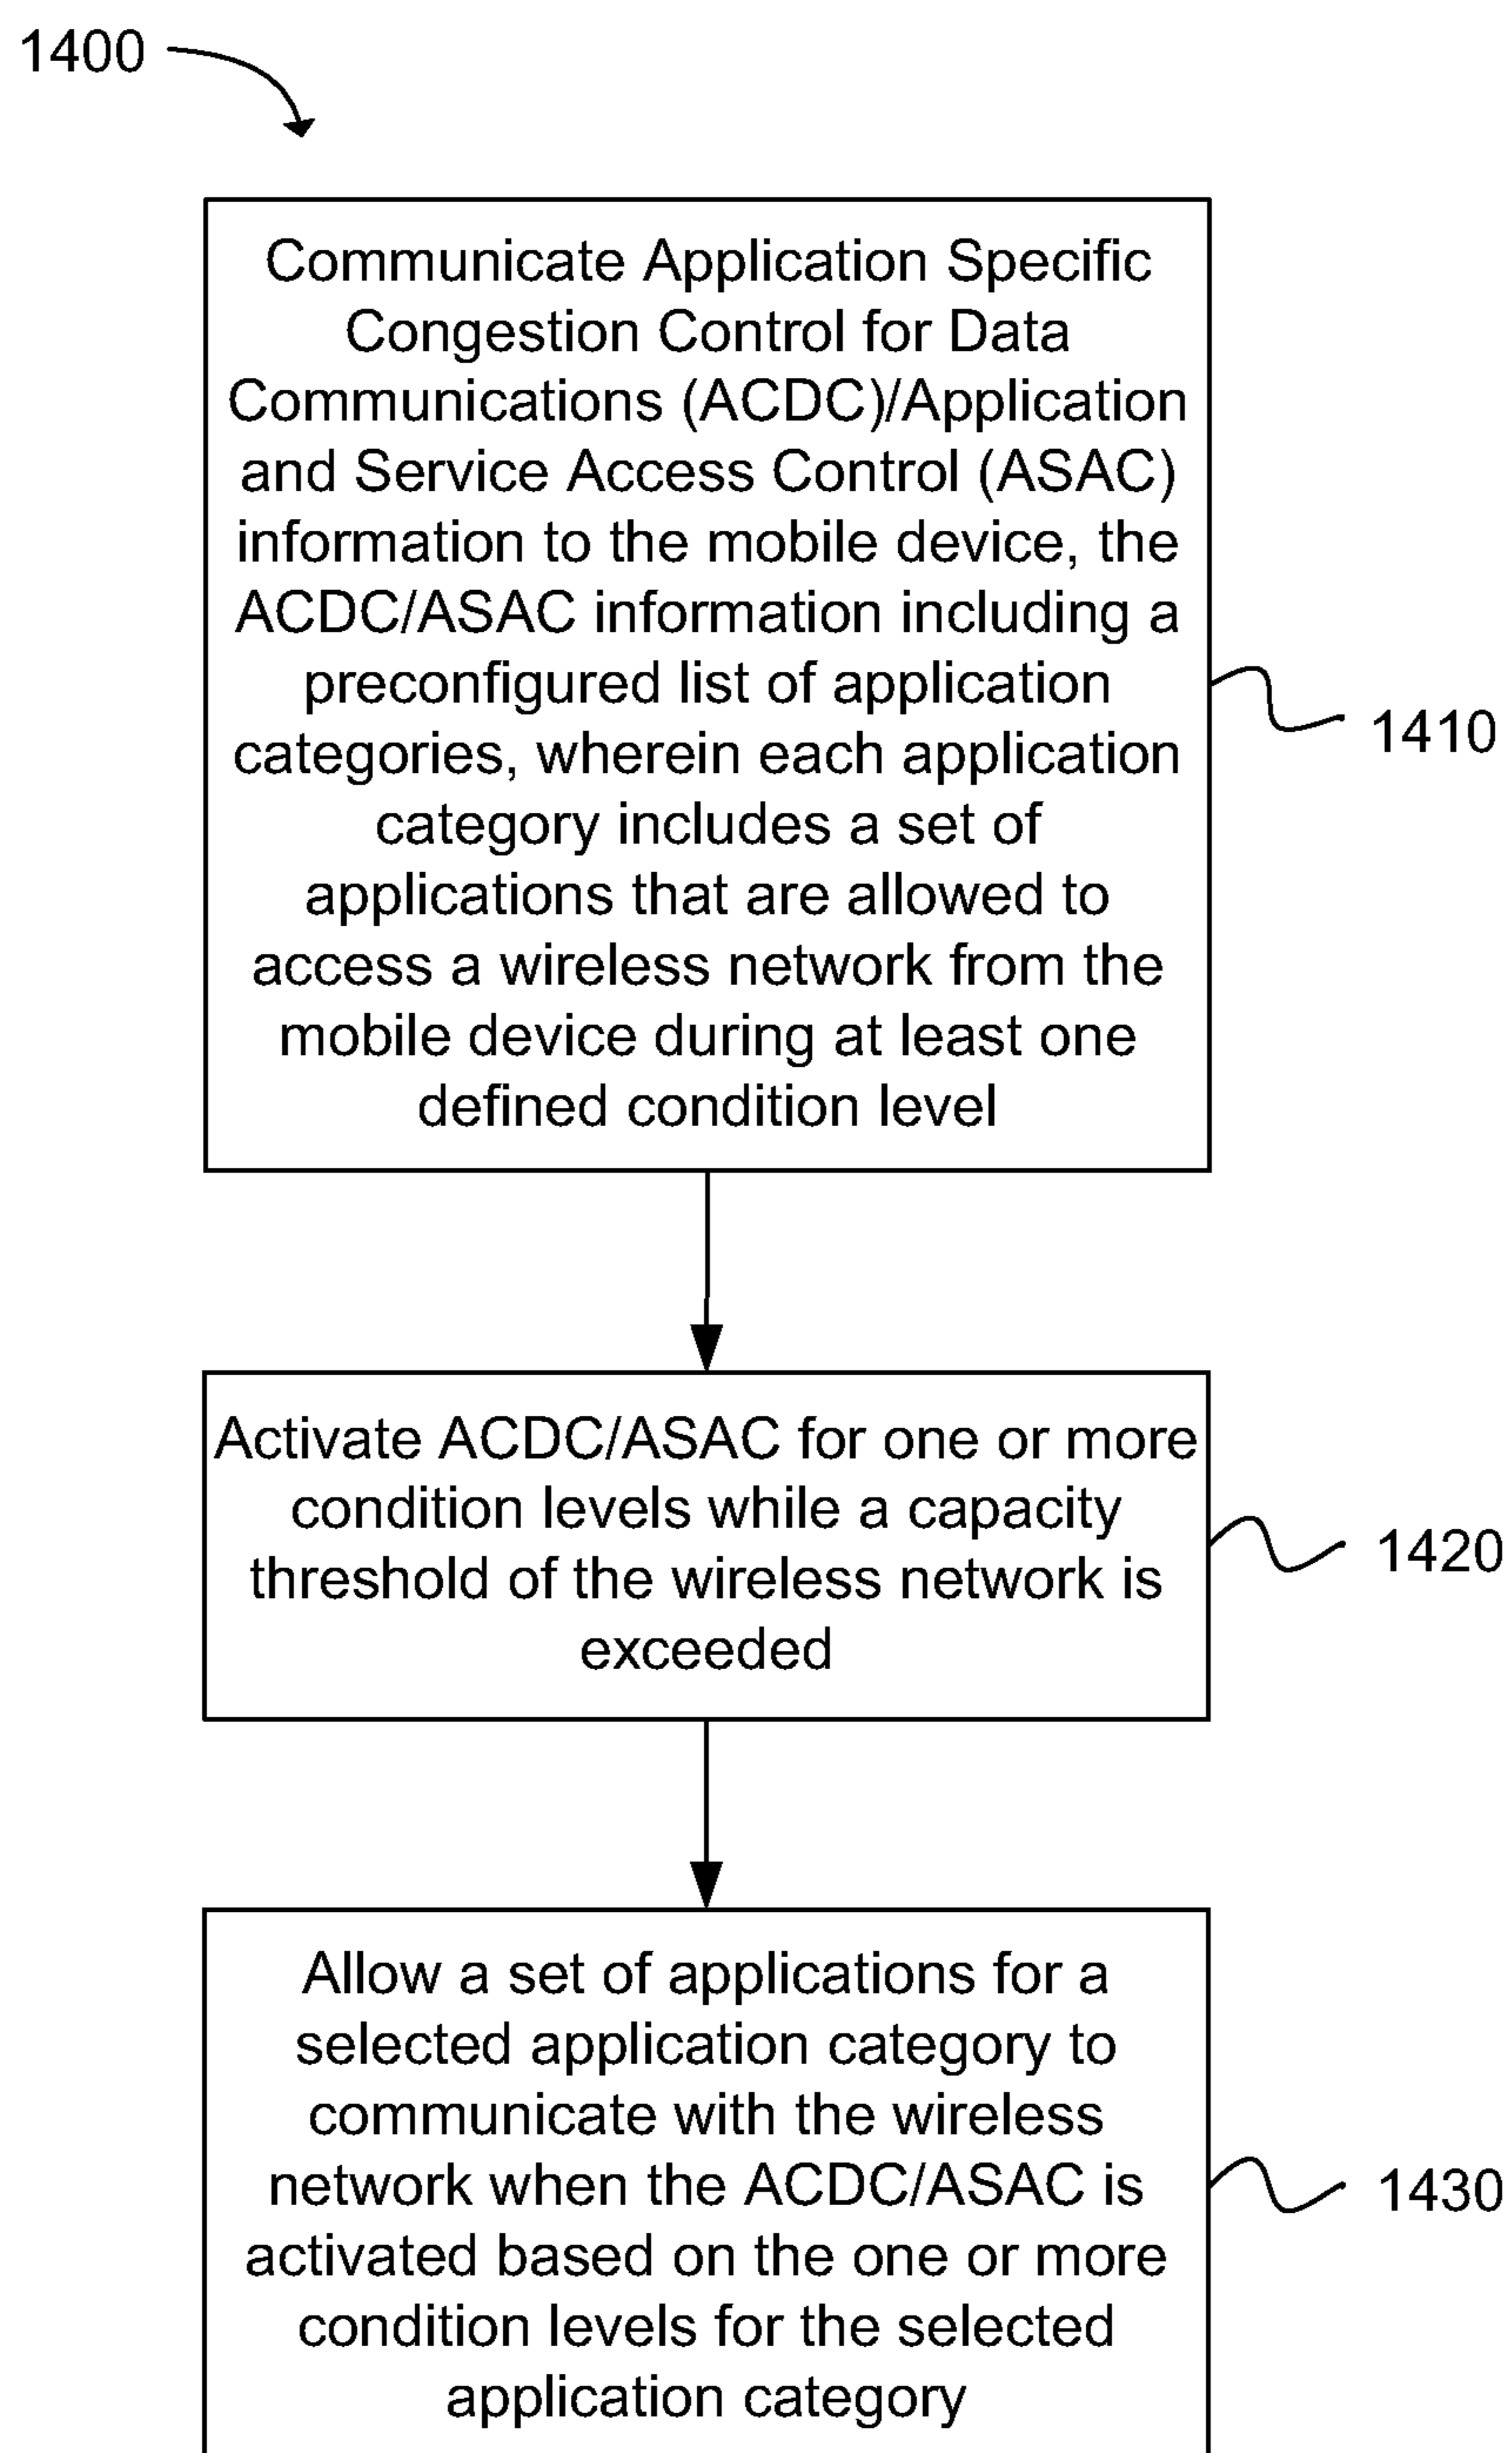 1400
Communicate Application Specific
Congestion Control for Data
Communications (ACDC)/Application
and Service Access Control (ASAC)
information to the mobile device, the
ACDC/ASAC information including a
preconfigured list of application
categories, wherein each application
category includes a set of
applications that are allowed to
access a wireless network from the
mobile device during at least one
defined condition level
1410
Activate ACDC/ASAC for one or more
condition levels while a capacity
threshold of the wireless network is
exceeded
1420
Allow a set of applications for a
selected application category to
communicate with the wireless
network when the ACDC/ASAC is
activated based on the one or more
condition levels for the selected
application category
1430